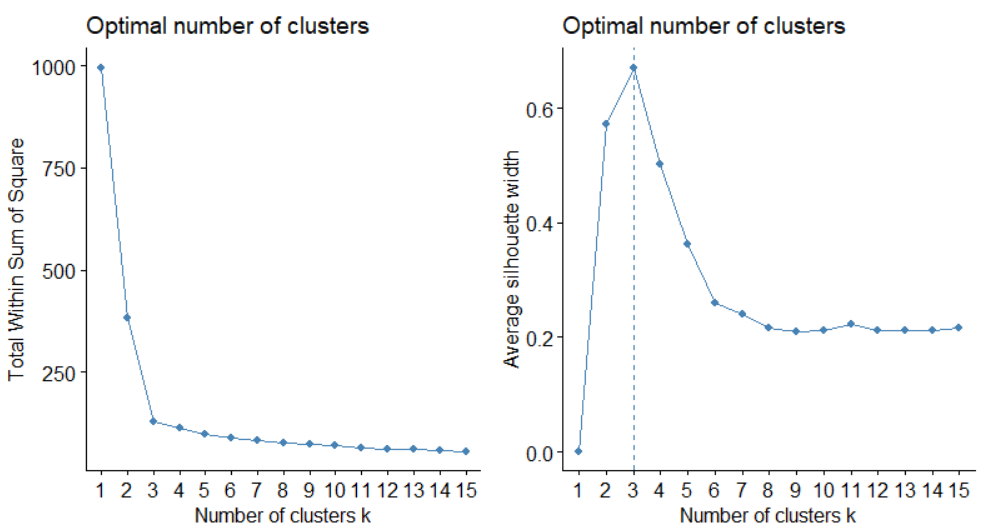 Optimal number of clusters
Total Within Sum of Square
1000
750
500
250
1 2 3 4 5 6 7 8 9 10 11 12 13 14 15
Number of clusters k
Optimal number of clusters
Average silhouette width
0.6
0.4
0.2
0.0
1 2 3 4 5 6 7 8 9 10 11 12 13 14 15
Number of clusters k